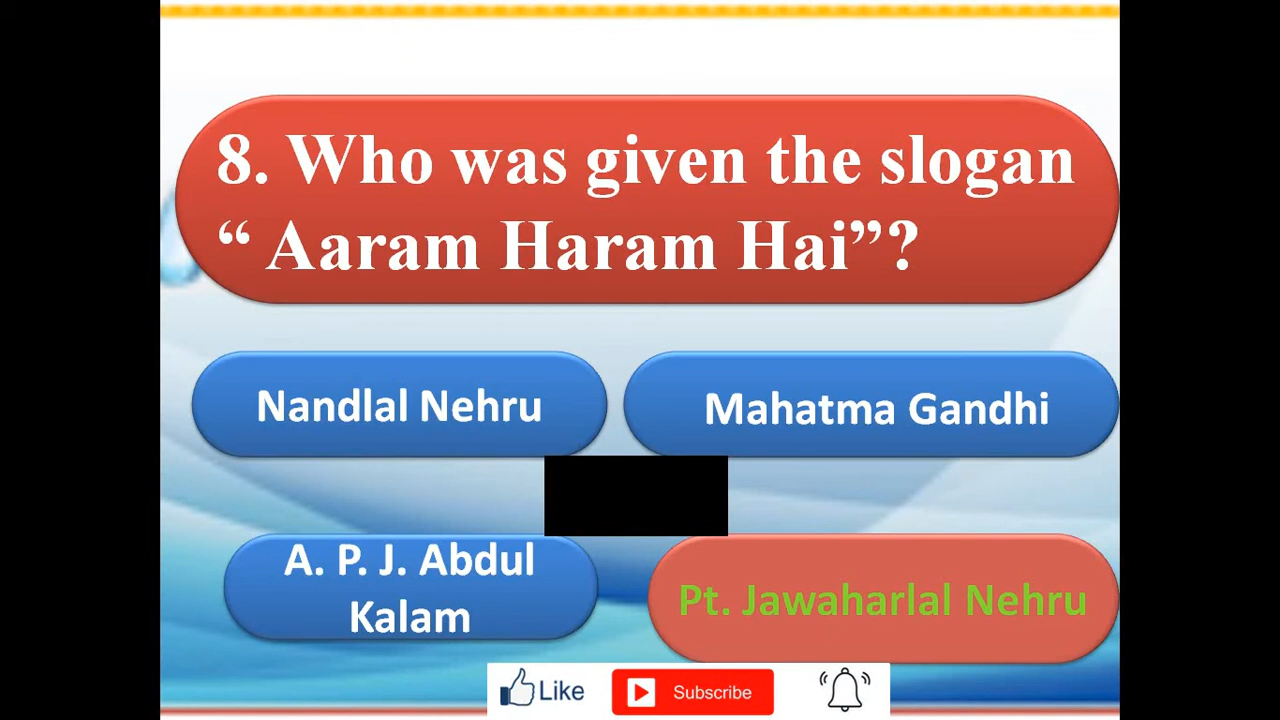 8. Who was given the slogan
“ Aaram Haram Hai”?
Nandlal Nehru
Mahatma Gandhi
A. P. J. Abdul
Kalam
Pt. Jawaharlal Nehru
Like
Subscribe